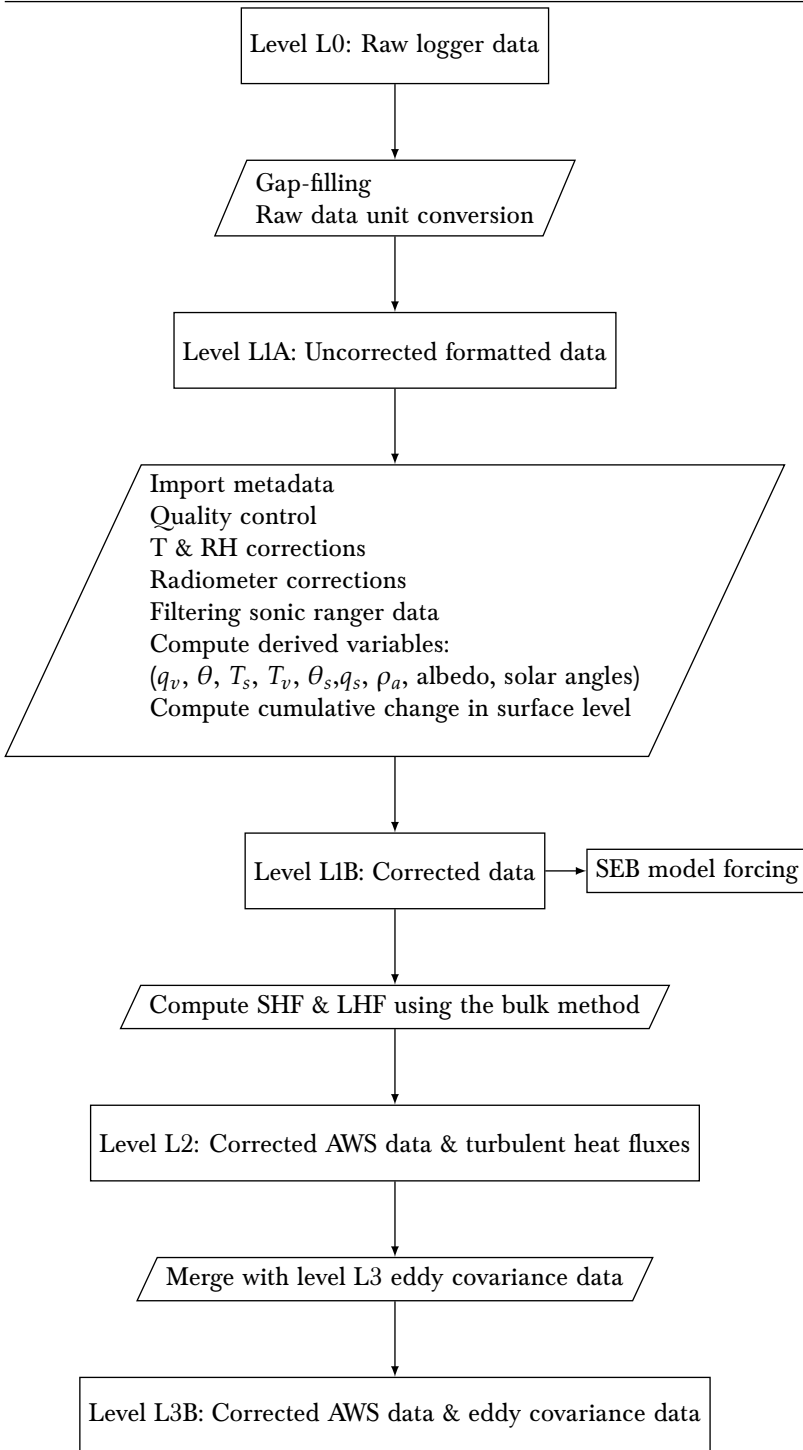 Level L0: Raw logger data
Gap-filling
Raw data unit conversion
Level L1A: Uncorrected formatted data
Import metadata
Quality control
T & RH corrections
Radiometer corrections
Filtering sonic ranger data
Compute derived variables:
(q_v, θ, T_s, T_v, θ_s,q_s, ρ_a, albedo, solar angles)
Compute cumulative change in surface level
Level L1B: Corrected data
SEB model forcing
Compute SHF & LHF using the bulk method
Level L2: Corrected AWS data & turbulent heat fluxes
Merge with level L3 eddy covariance data
Level L3B: Corrected AWS data & eddy covariance data